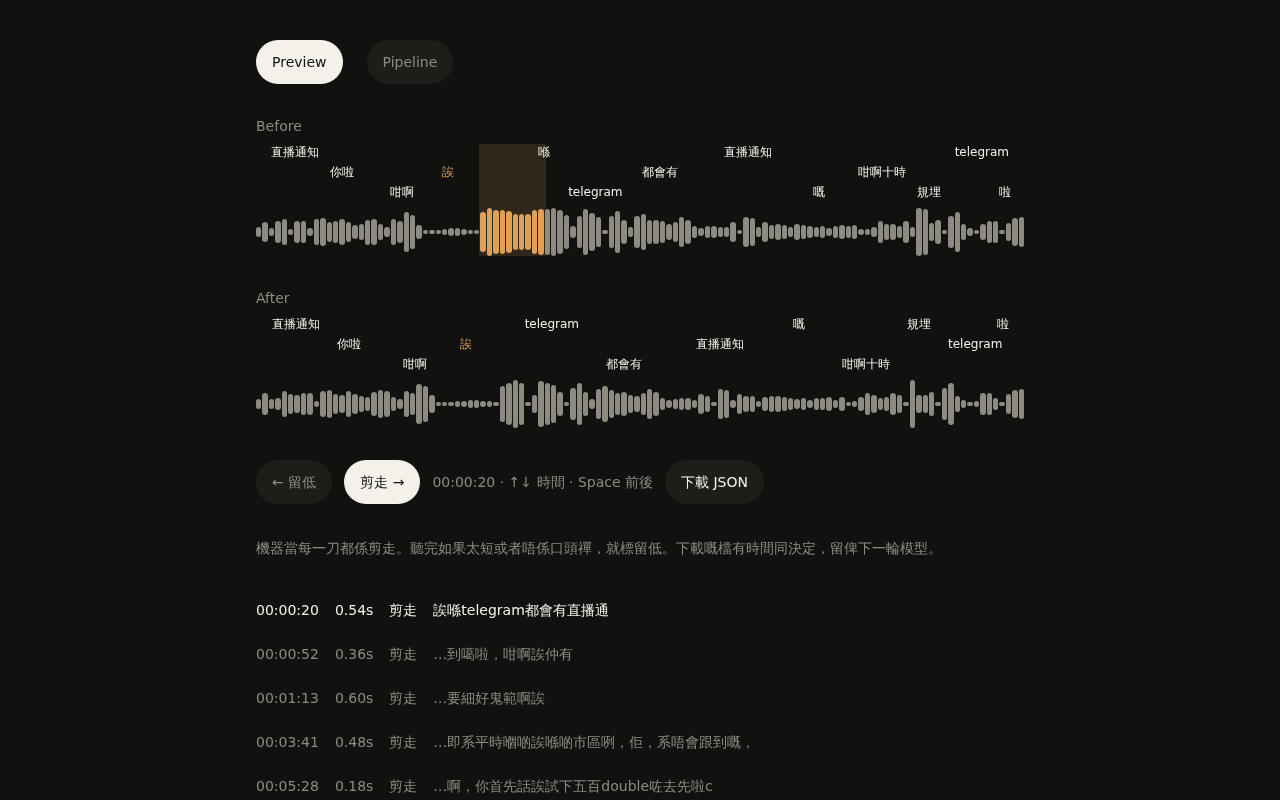 Preview Pipeline
Before
直播通知 喺 直播通知 telegram
你啦 誒 都會有 咁啊十時
咁啊 telegram 嘅 規埋 啦
After
直播通知 telegram 嘅 規埋 啦
你啦 誒 直播通知 telegram
咁啊 都會有 咁啊十時
← 留低 剪走 → 00:00:20 · ↑↓ 時間 · Space 前後 下載 JSON
機器當每一刀都係剪走。聽完如果太短或者唔係口頭禪，就標留低。下載嘅檔有時間同決定，留俾下一輪模型。
00:00:20 0.54s 剪走 誒喺telegram都會有直播通
00:00:52 0.36s 剪走 …到噶啦，咁啊誒仲有
00:01:13 0.60s 剪走 …要細好鬼範啊誒
00:03:41 0.48s 剪走 …即系平時嗰啲誒喺啲市區咧，佢，系唔會跟到嘅，
00:05:28 0.18s 剪走 …啊，你首先話誒試下五百double咗去先啦c